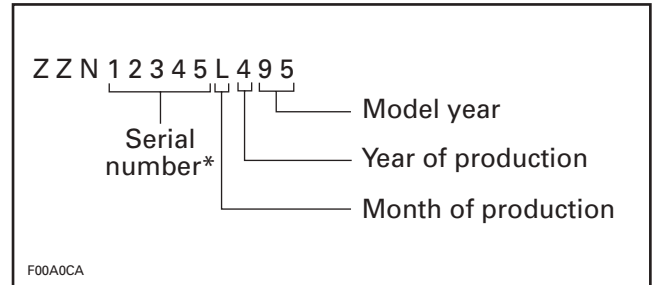 ZZN12345L495
Model year
Serial
number*
Year of production
Month of production
F00A0CA